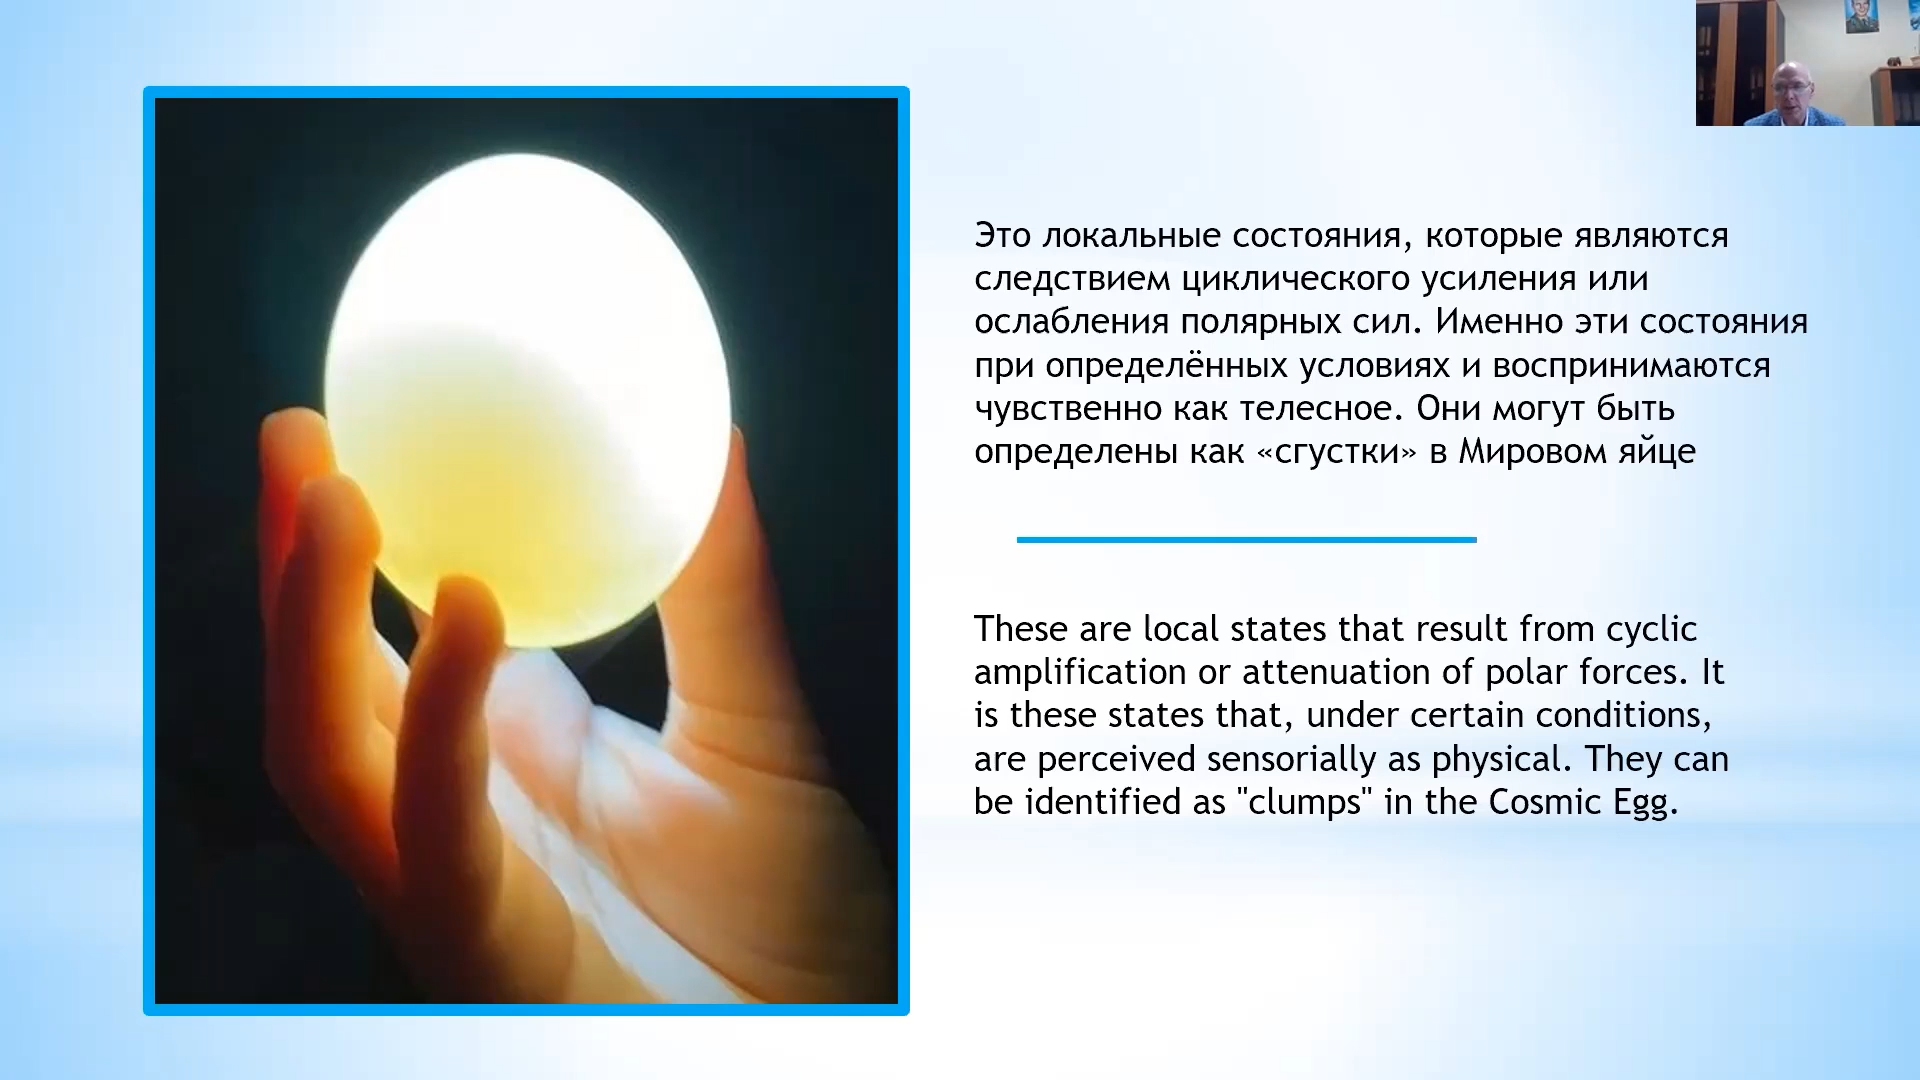 Это локальные состояния, которые являются
следствием циклического усиления или
ослабления полярных сил. Именно эти состояния
при определённых условиях и воспринимаются
чувственно как телесное. Они могут быть
определены как «сгустки» в Мировом яйце
These are local states that result from cyclic
amplification or attenuation of polar forces. It
is these states that, under certain conditions,
are perceived sensorially as physical. They can
be identified as "clumps" in the Cosmic Egg.